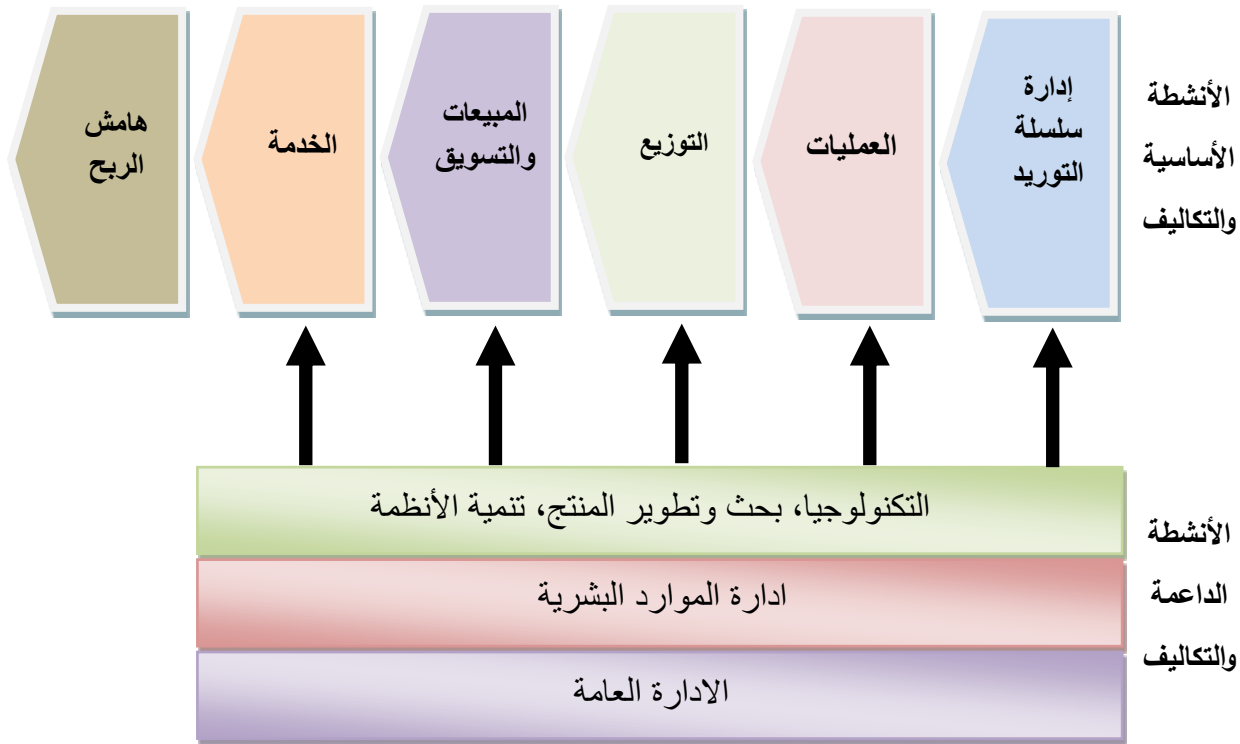 الأنشطة
الأساسية
والتكاليف
إدارة
سلسلة
التوريد
العمليات
التوزيع
المبيعات
والتسويق
الخدمة
هامش
الربح
الأنشطة
الداعمة
والتكاليف
التكنولوجيا، بحث وتطوير المنتج، تنمية الأنظمة
ادارة الموارد البشرية
الادارة العامة